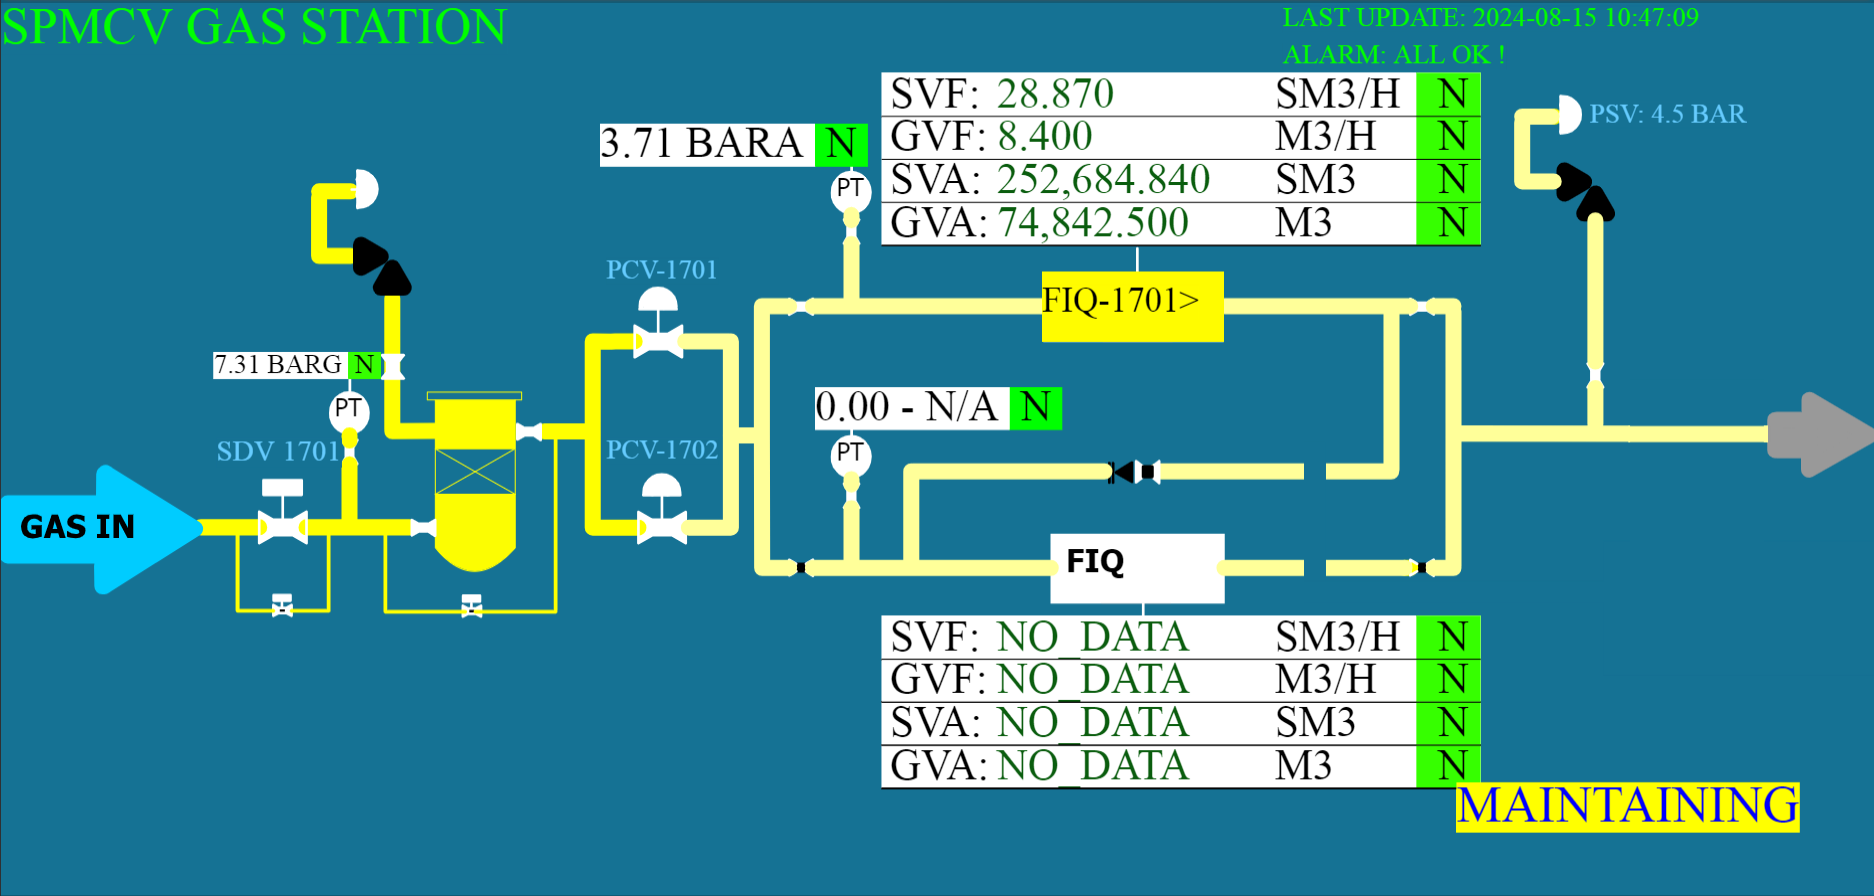 SPMCV GAS STATION
LAST UPDATE: 2024-08-15 10:47:09
ALARM: ALL OK !
SVF: 28.870 SM3/H N
GVF: 8.400 M3/H N
SVA: 252,684.840 SM3 N
GVA: 74,842.500 M3 N
PSV: 4.5 BAR
3.71 BARA N
PT
PCV-1701
FIQ-1701>
7.31 BARG N
PT
0.00 - N/A N
PT
SDV 1701
PCV-1702
GAS IN
FIQ
SVF: NO_DATA SM3/H N
GVF: NO_DATA M3/H N
SVA: NO_DATA SM3 N
GVA: NO_DATA M3 N
MAINTAINING